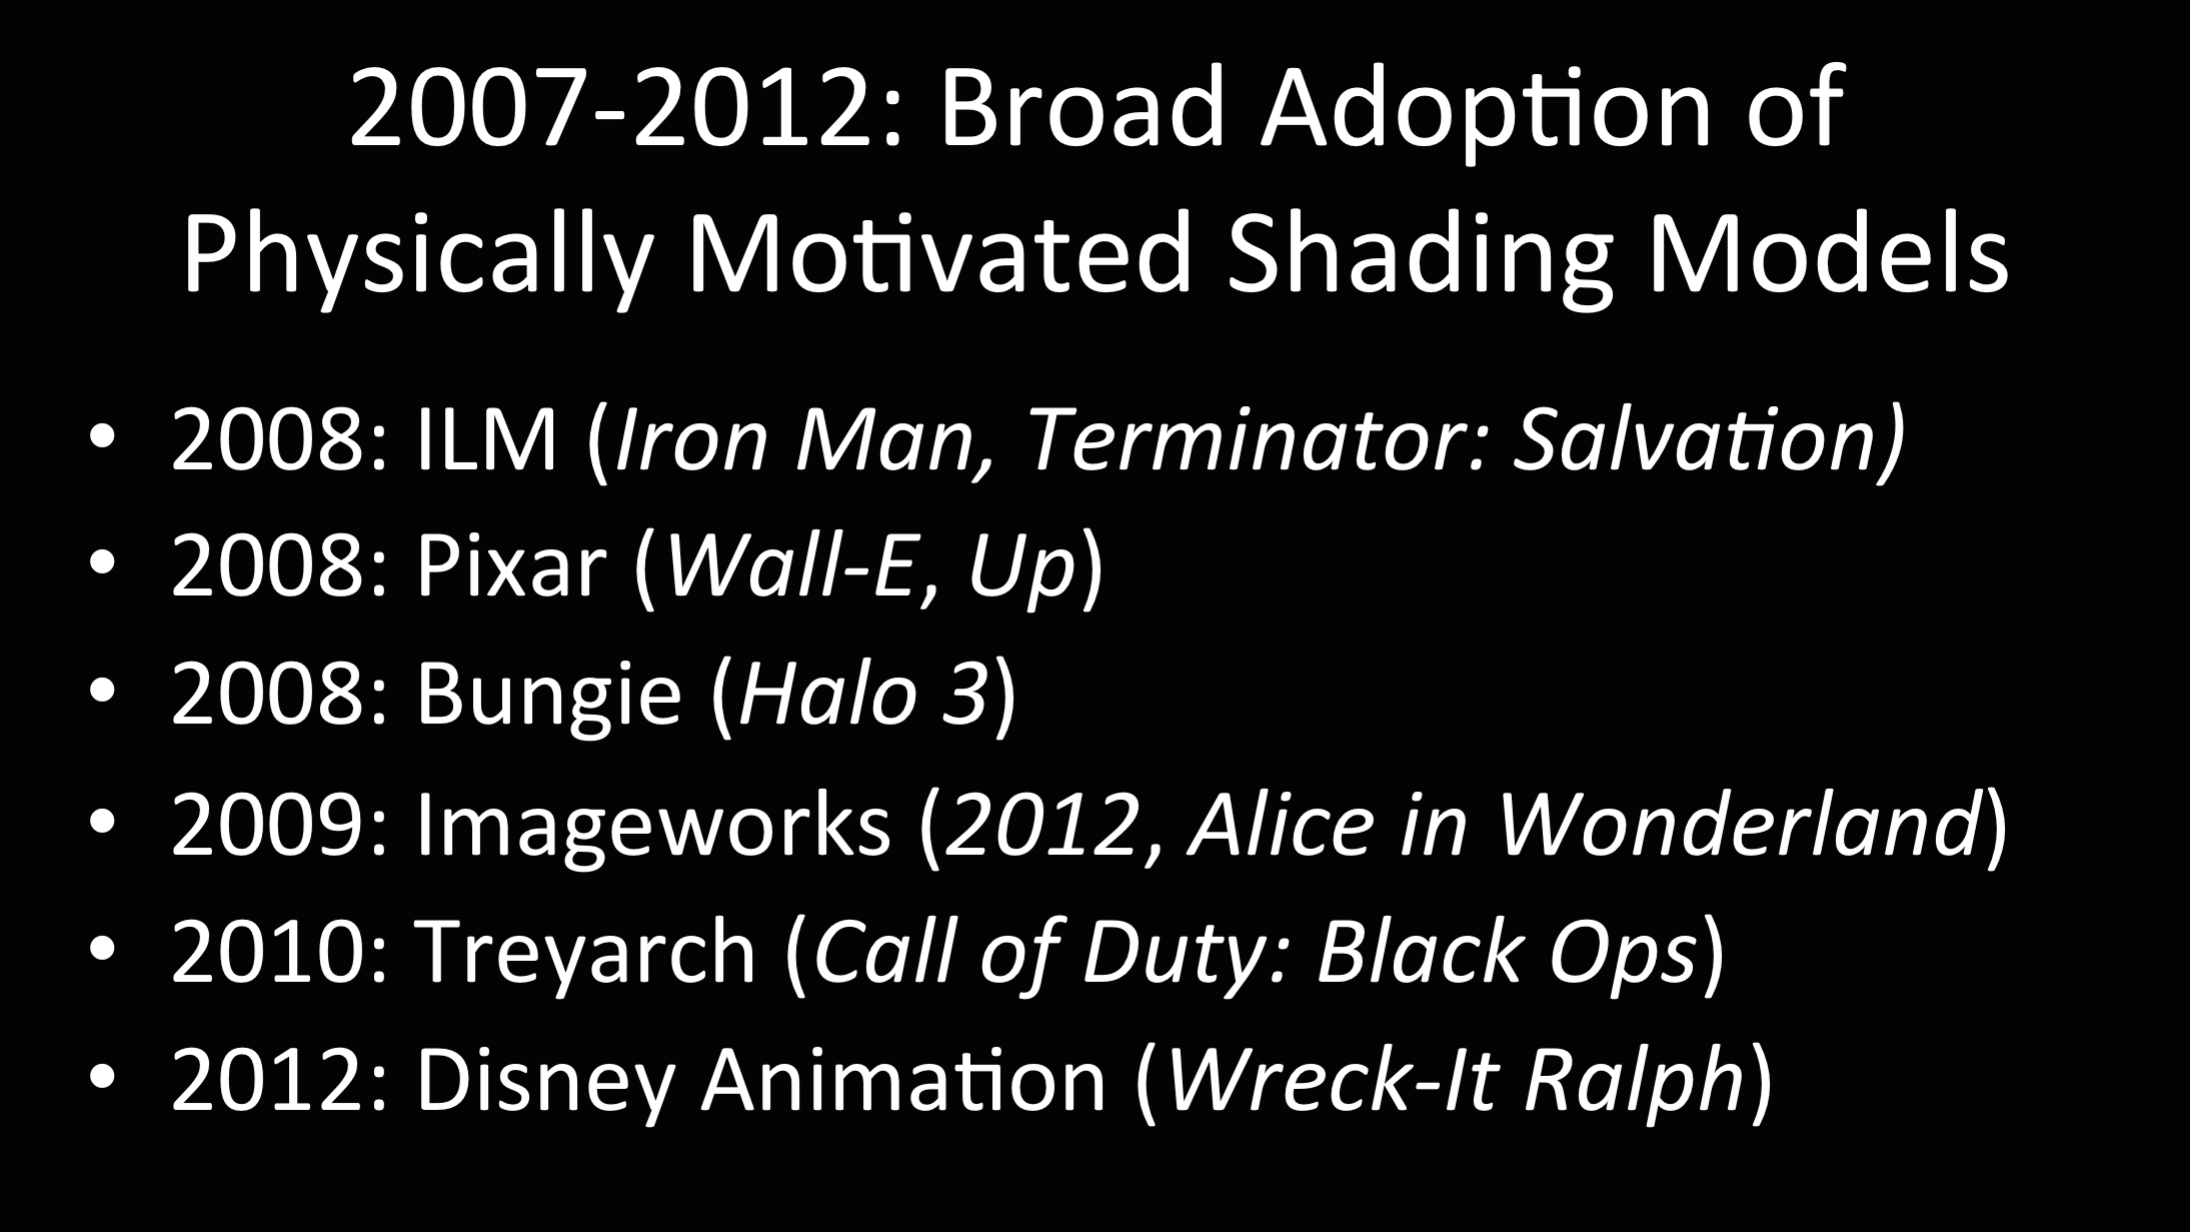 2007-2012: Broad Adoption of
Physically Motivated Shading Models
• 2008: ILM (Iron Man, Terminator: Salvation)
• 2008: Pixar (Wall-E, Up)
• 2008: Bungie (Halo 3)
• 2009: Imageworks (2012, Alice in Wonderland)
• 2010: Treyarch (Call of Duty: Black Ops)
• 2012: Disney Animation (Wreck-It Ralph)